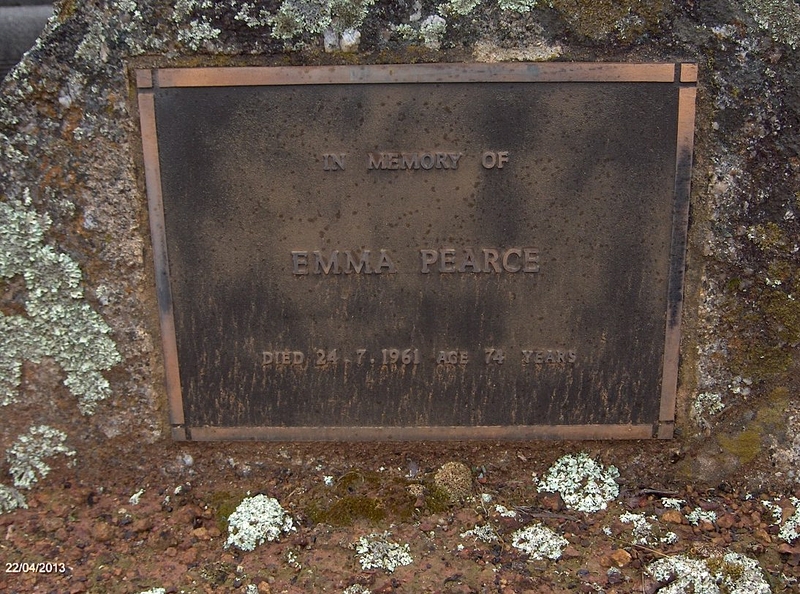 IN MEMORY OF
EMMA PEARCE
DIED 24.7.1961 AGE 74 YEARS
22/04/2013